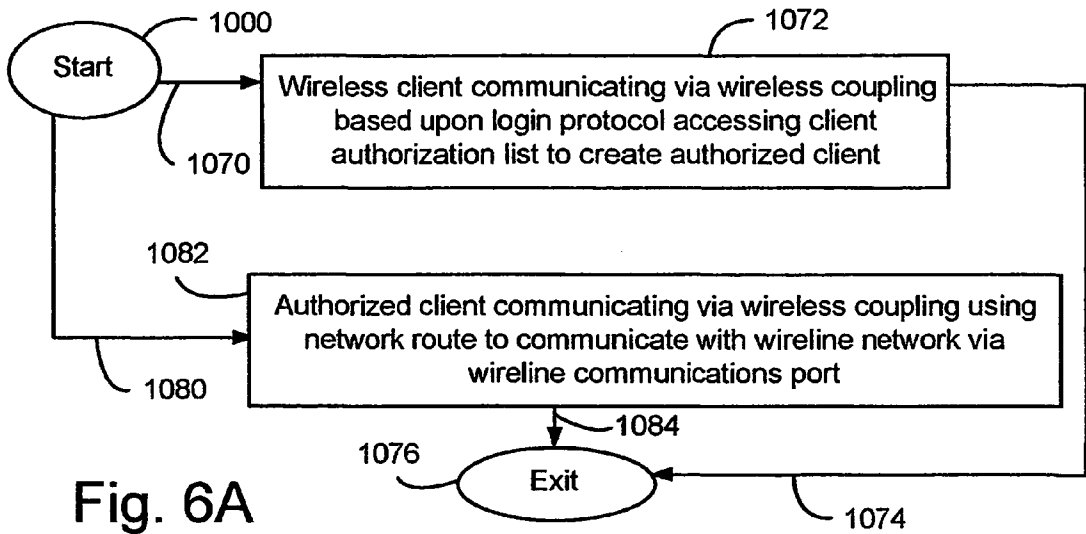 1000
1072
Start
Wireless client communicating via wireless coupling
based upon login protocol accessing client
authorization list to create authorized client
1070
1082
Authorized client communicating via wireless coupling using
network route to communicate with wireline network via
wireline communications port
1080
1084
1076
Exit
1074
Fig. 6A